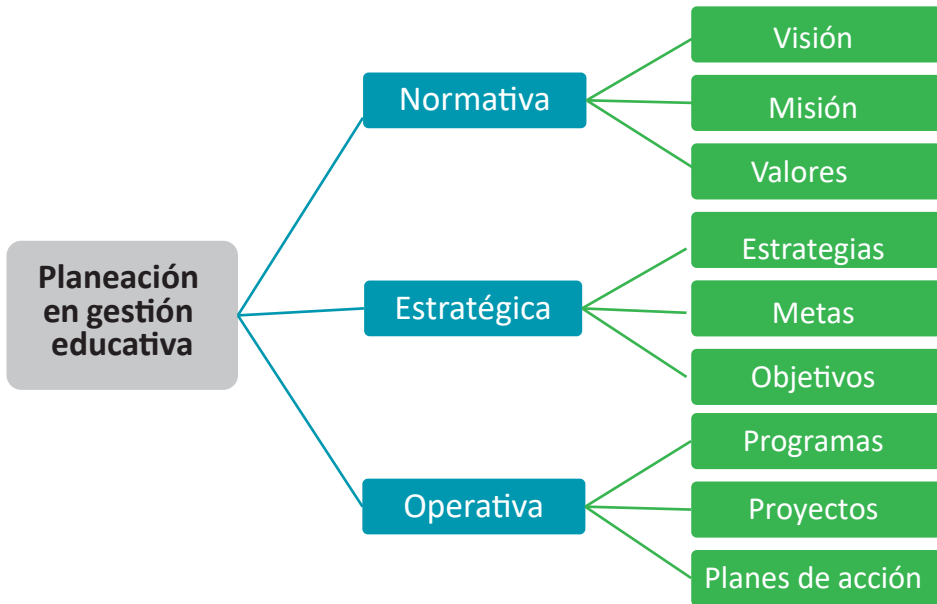 Planeación
en gestión
educativa
Normativa
Visión
Misión
Valores
Estratégica
Estrategias
Metas
Objetivos
Operativa
Programas
Proyectos
Planes de acción